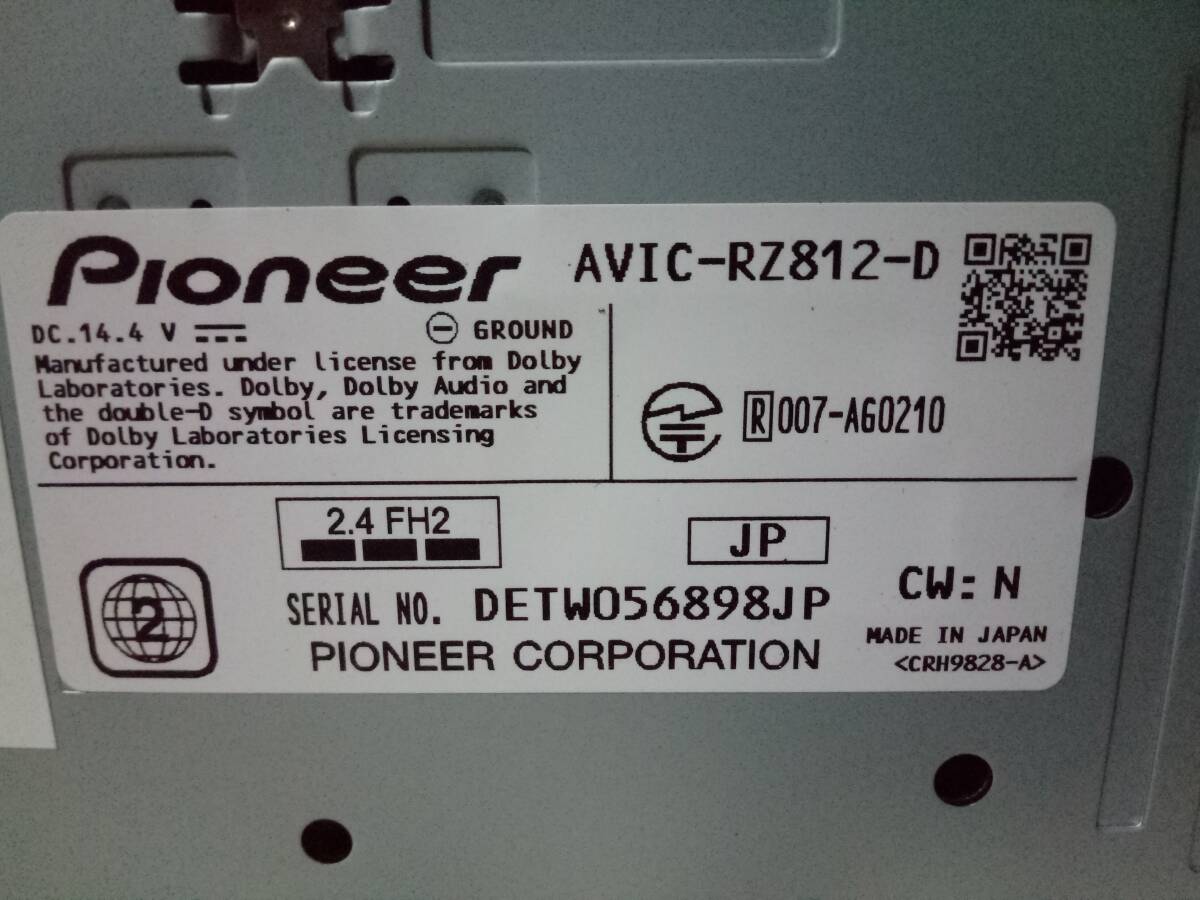 Pioneer
AVIC-RZ812-D
DC.14.4 V
GROUND
Manufactured under license from Dolby
Laboratories. Dolby, Dolby Audio and
the double-D symbol are trademarks
of Dolby Laboratories Licensing
Corporation.
R 007-AG0210
2.4 FH2
JP
2
CW: N
SERIAL NO. DETW056898JP
MADE IN JAPAN
PIONEER CORPORATION
<CRH9828-A>